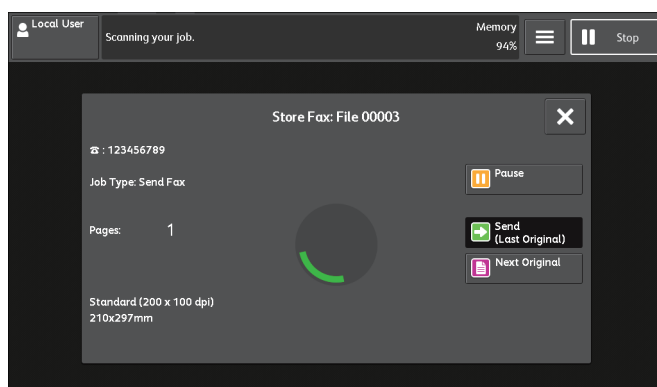 Local User
Scanning your job.
Memory
94%
Stop
Store Fax: File 00003
☎ : 123456789
Job Type: Send Fax
Pages: 1
Standard (200 x 100 dpi)
210x297mm
Pause
Send
(Last Original)
Next Original